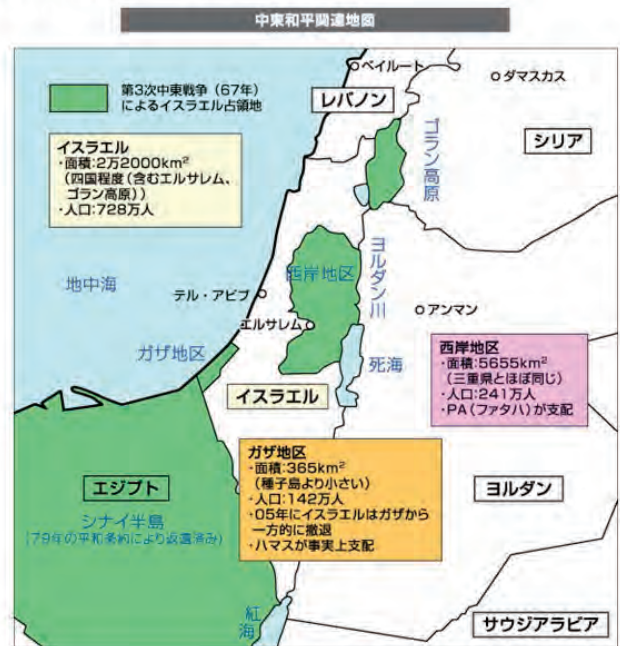 中東和平関連地図
ベイルート
ダマスカス
第3次中東戦争（67年）
によるイスラエル占領地
レバノン
シリア
ゴラン高原
イスラエル
・面積：2万2000km²
（四国程度（含むエルサレム、
ゴラン高原））
・人口：728万人
地中海
西岸地区
ヨルダン川
テル・アビブ
アンマン
エルサレム
ガザ地区
死海
西岸地区
・面積：5655km²
（三重県とほぼ同じ）
・人口：241万人
・PA（ファタハ）が支配
イスラエル
ガザ地区
・面積：365km²
（種子島より小さい）
・人口：142万人
・05年にイスラエルはガザから
一方的に撤退
・ハマスが事実上支配
エジプト
シナイ半島
（79年の平和条約により返還済み）
ヨルダン
紅海
サウジアラビア